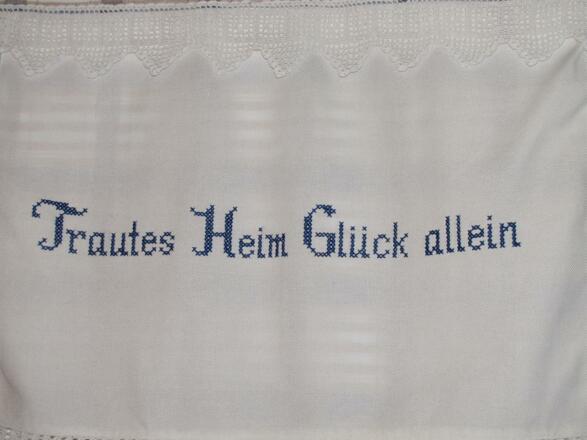 Trautes Heim Glück allein